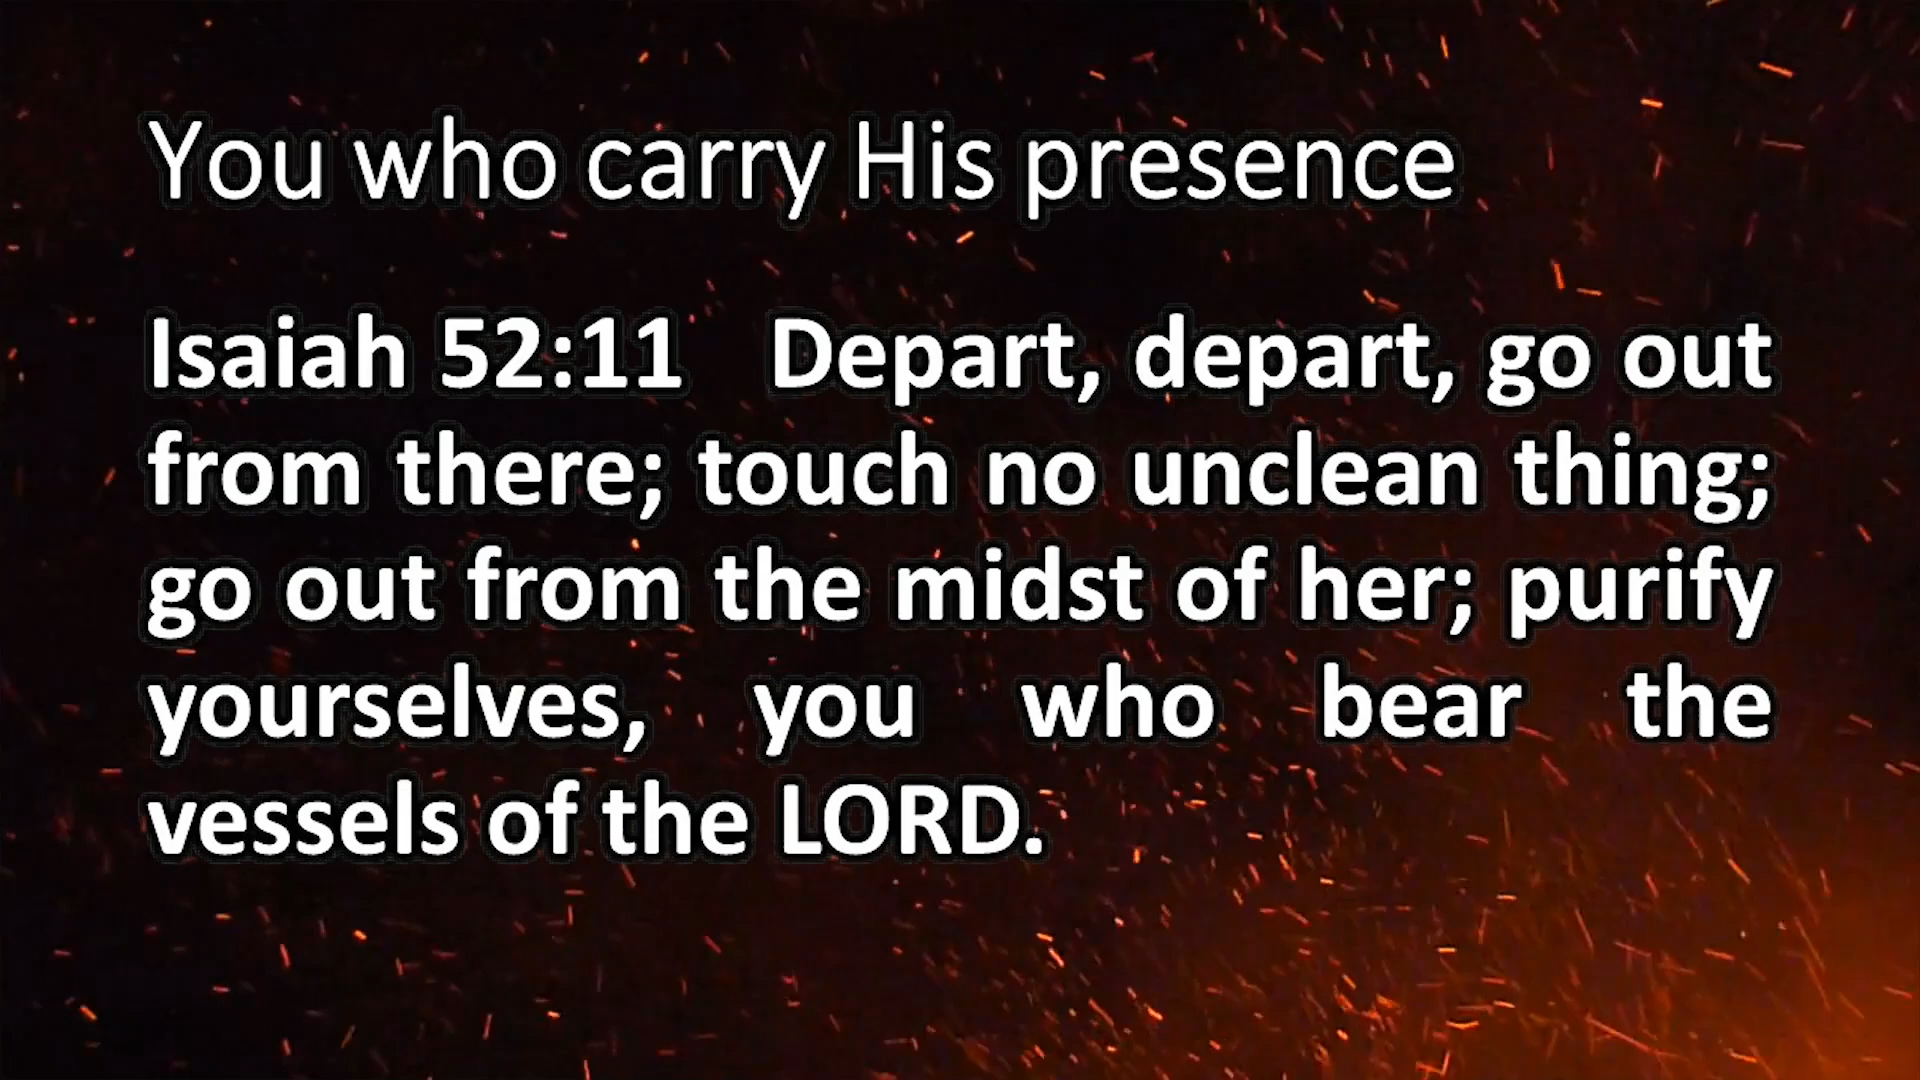 You who carry His presence
Isaiah 52:11 Depart, depart, go out
from there; touch no unclean thing;
go out from the midst of her; purify
yourselves, you who bear the
vessels of the LORD.